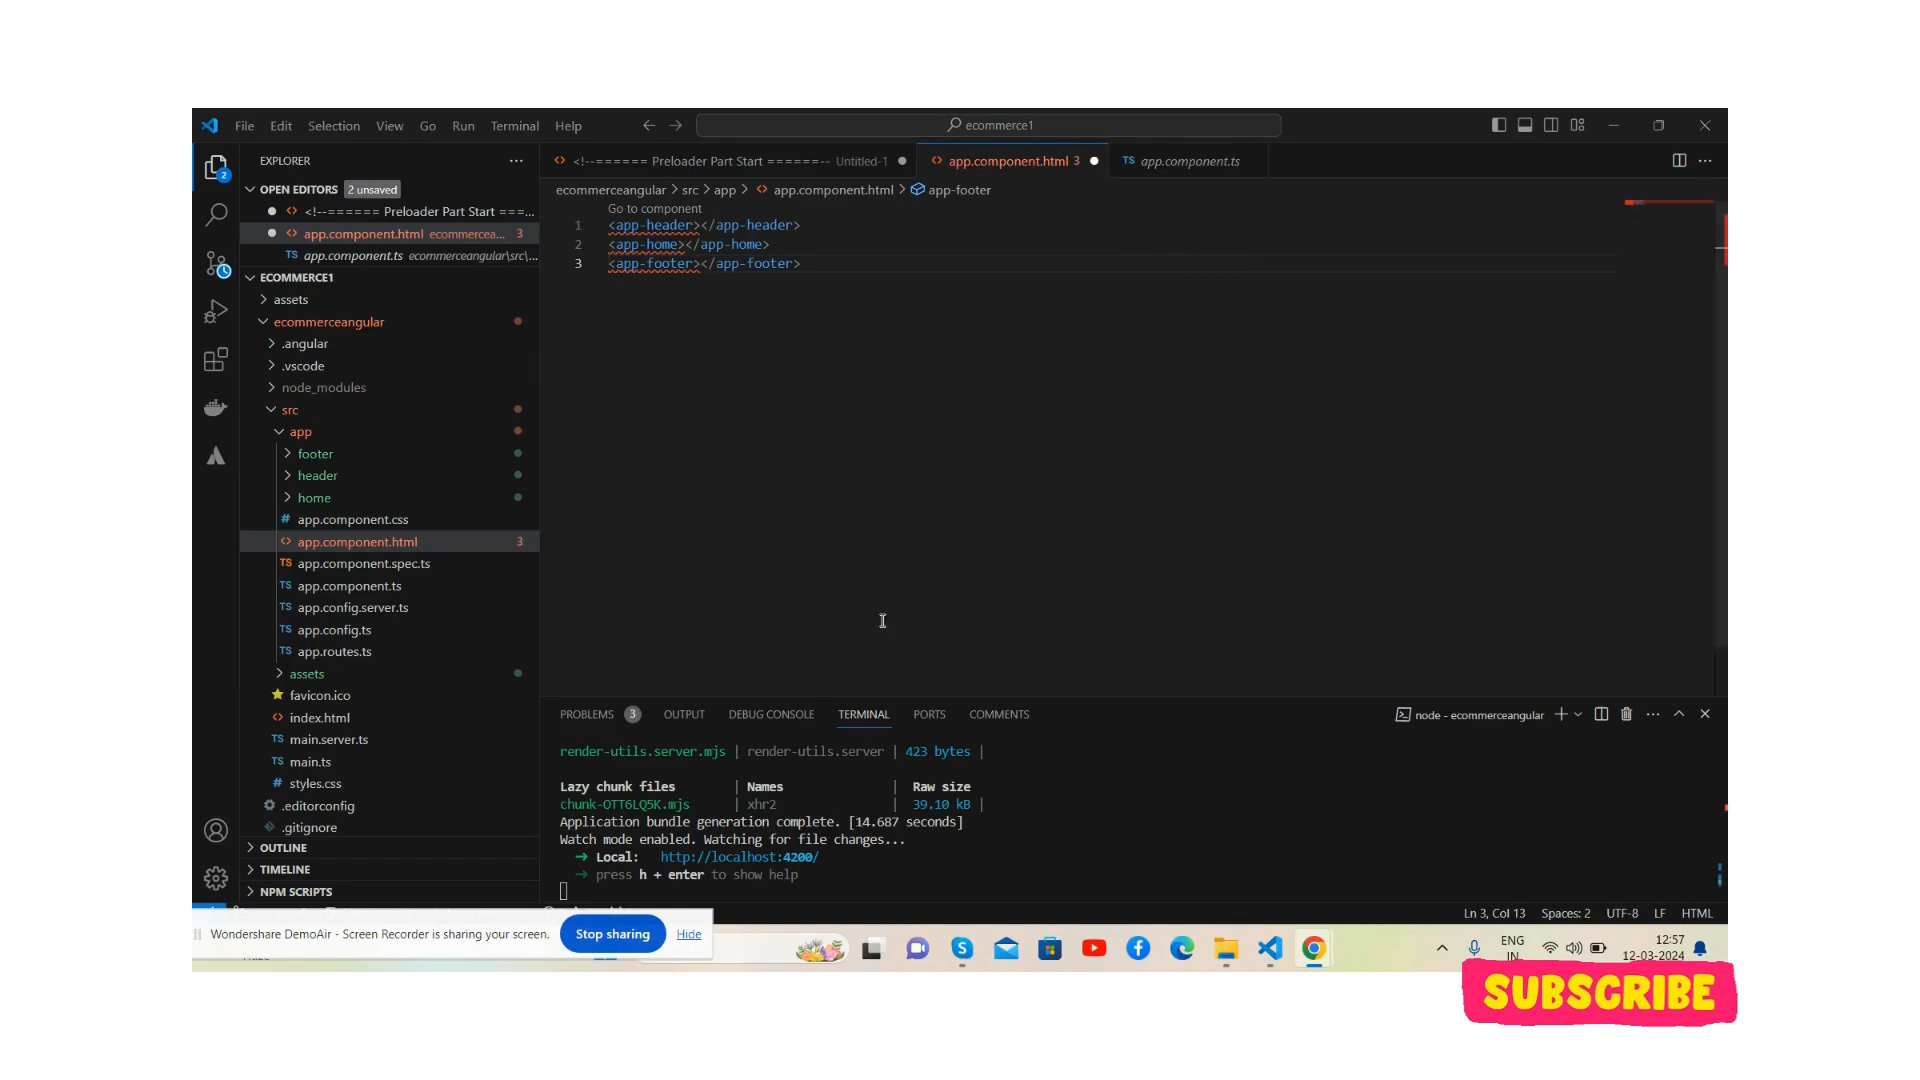 File Edit Selection View Go Run Terminal Help
ecommerce1
EXPLORER
OPEN EDITORS 2 unsaved
<!--====== Preloader Part Start ====...
app.component.html ecommercea... 3
TS app.component.ts ecommerceangular\src\...
ECOMMERCE1
assets
ecommerceangular
.angular
.vscode
node_modules
src
app
footer
header
home
# app.component.css
<> app.component.html 3
TS app.component.spec.ts
TS app.component.ts
TS app.config.server.ts
TS app.config.ts
TS app.routes.ts
assets
favicon.ico
<> index.html
TS main.server.ts
TS main.ts
# styles.css
.editorconfig
.gitignore
OUTLINE
TIMELINE
NPM SCRIPTS
<!--====== Preloader Part Start ======-- Untitled-1
<> app.component.html 3
TS app.component.ts
ecommerceangular > src > app > <> app.component.html > app-footer
Go to component
1 <app-header></app-header>
2 <app-home></app-home>
3 <app-footer></app-footer>
PROBLEMS 3 OUTPUT DEBUG CONSOLE TERMINAL PORTS COMMENTS
node - ecommerceangular
render-utils.server.mjs | render-utils.server | 423 bytes |
Lazy chunk files | Names | Raw size
chunk-OTT6LQ5K.mjs | xhr2 | 39.10 kB |
Application bundle generation complete. [14.687 seconds]
Watch mode enabled. Watching for file changes...
➜ Local: http://localhost:4200/
➜ press h + enter to show help
Ln 3, Col 13 Spaces: 2 UTF-8 LF HTML
Wondershare DemoAir - Screen Recorder is sharing your screen. Stop sharing Hide
ENG
IN
12:57
12-03-2024
SUBSCRIBE